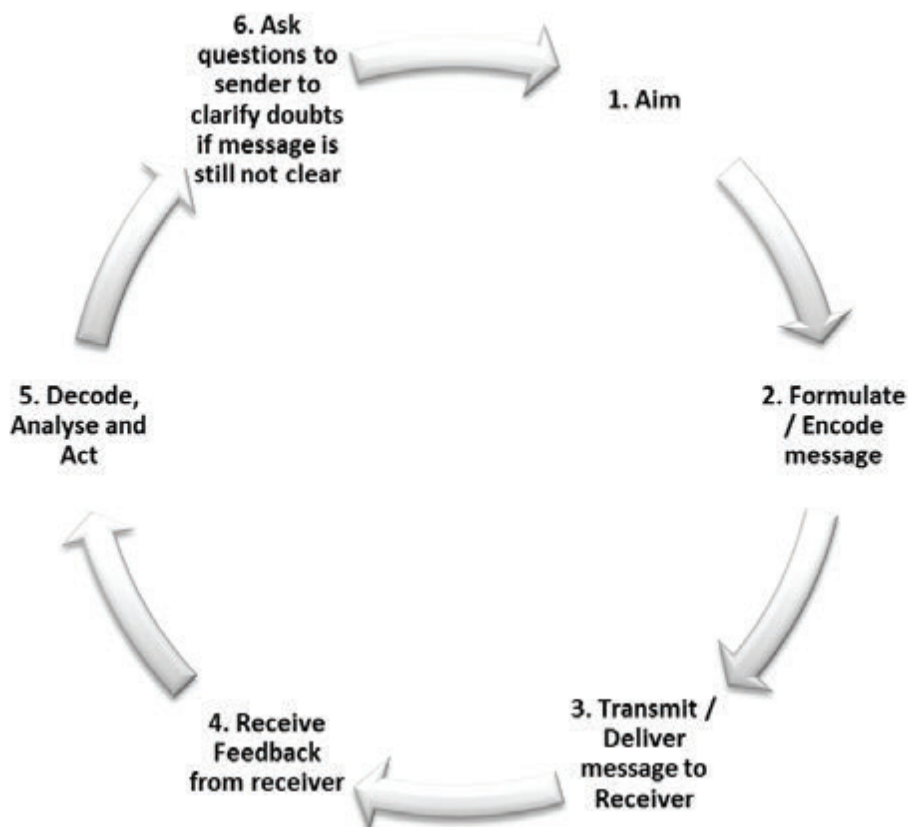 1. Aim
2. Formulate
/ Encode
message
3. Transmit /
Deliver
message to
Receiver
4. Receive
Feedback
from receiver
5. Decode,
Analyse and
Act
6. Ask
questions to
sender to
clarify doubts
if message is
still not clear